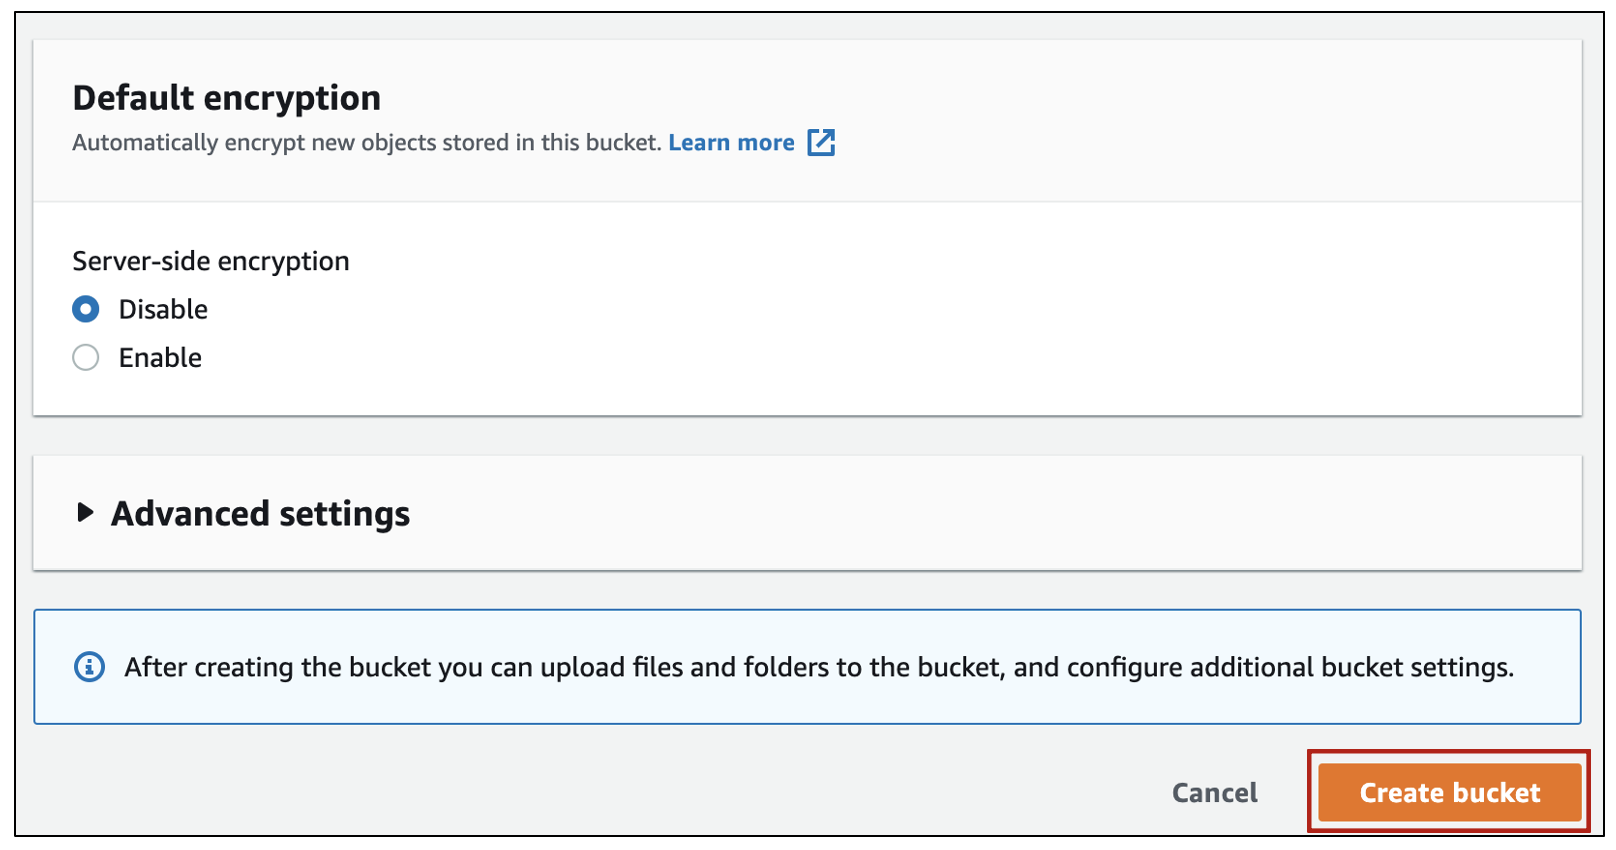 Default encryption
Automatically encrypt new objects stored in this bucket. Learn more
Server-side encryption
Disable
Enable
Advanced settings
After creating the bucket you can upload files and folders to the bucket, and configure additional bucket settings.
Cancel
Create bucket